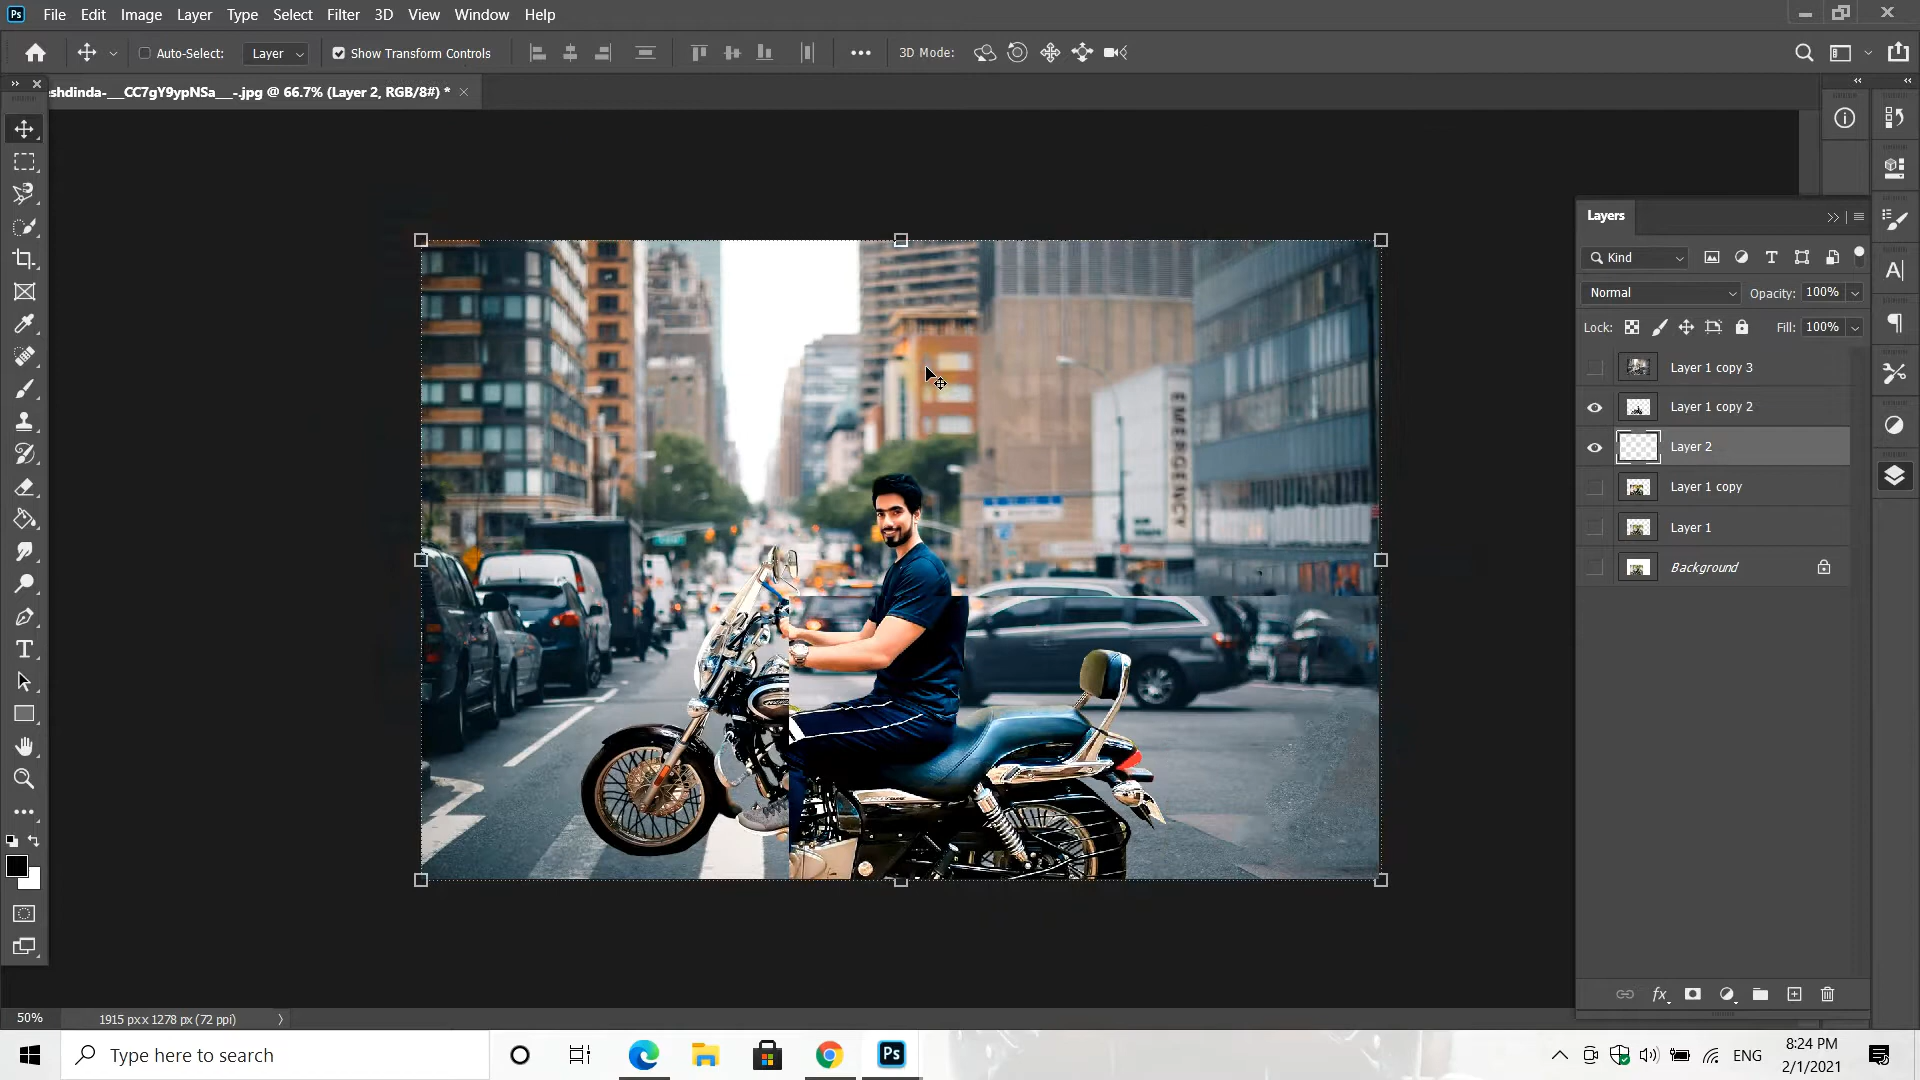 Ps File Edit Image Layer Type Select Filter 3D View Window Help
Auto-Select: Layer Show Transform Controls 3D Mode:
shdinda-___CC7gY9ypNSa___-.jpg @ 66.7% (Layer 2, RGB/8#) *
Layers
Kind
Normal Opacity: 100%
Lock: Fill: 100%
Layer 1 copy 3
Layer 1 copy 2
Layer 2
Layer 1 copy
Layer 1
Background
EMERGENCY
fx
50% 1915 px x 1278 px (72 ppi)
Type here to search
Ps
ENG
8:24 PM
2/1/2021